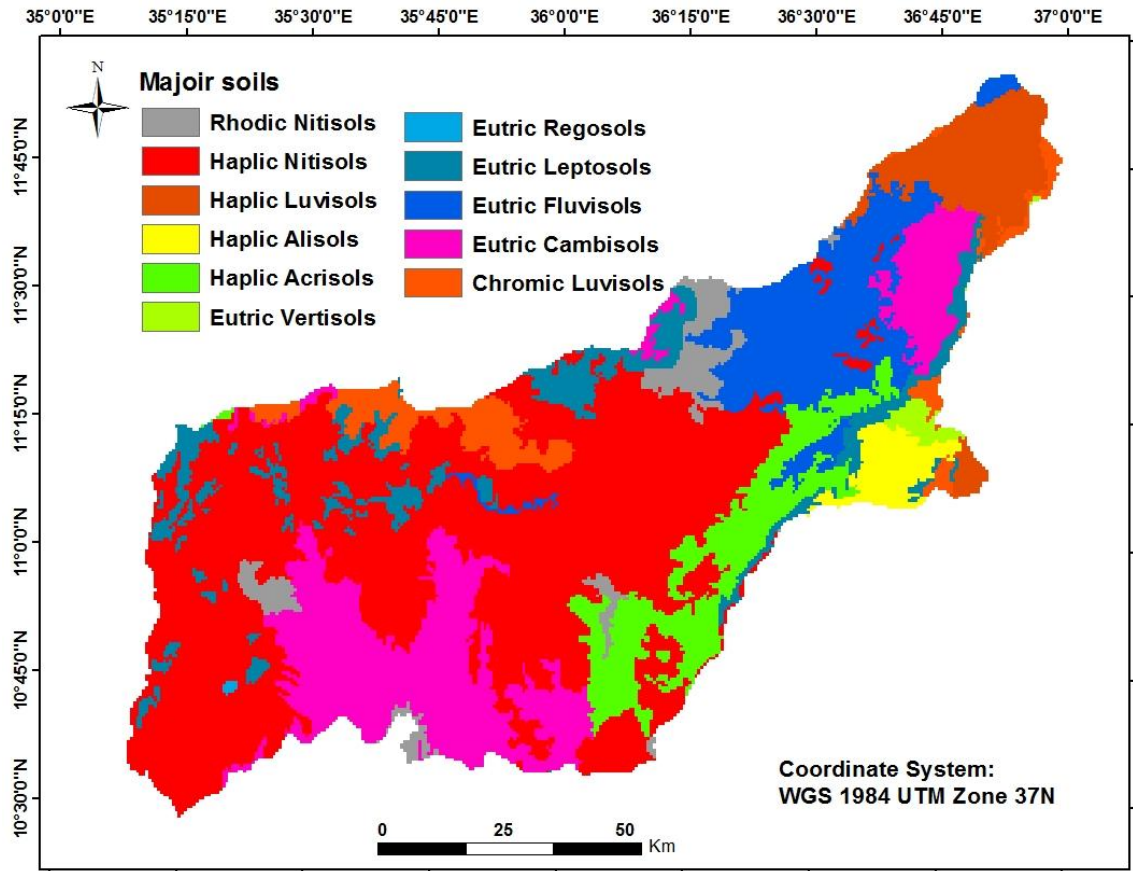 35°0'0"E 35°15'0"E 35°30'0"E 35°45'0"E 36°0'0"E 36°15'0"E 36°30'0"E 36°45'0"E 37°0'0"E
N
Majoir soils
Rhodic Nitisols
Haplic Nitisols
Haplic Luvisols
Haplic Alisols
Haplic Acrisols
Eutric Vertisols
Eutric Regosols
Eutric Leptosols
Eutric Fluvisols
Eutric Cambisols
Chromic Luvisols
11°45'0"N
11°30'0"N
11°15'0"N
11°0'0"N
10°45'0"N
10°30'0"N
Coordinate System:
WGS 1984 UTM Zone 37N
0 25 50
Km